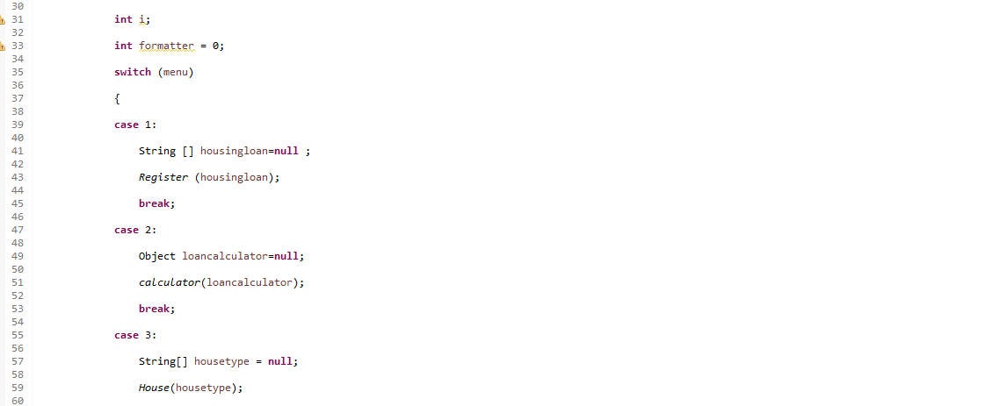 30
31 int i;
32
33 int formatter = 0;
34
35 switch (menu)
36
37 {
38
39 case 1:
40
41 String [] housingloan=null ;
42
43 Register (housingloan);
44
45 break;
46
47 case 2:
48
49 Object loancalculator=null;
50
51 calculator(loancalculator);
52
53 break;
54
55 case 3:
56
57 String[] housetype = null;
58
59 House(housetype);
60